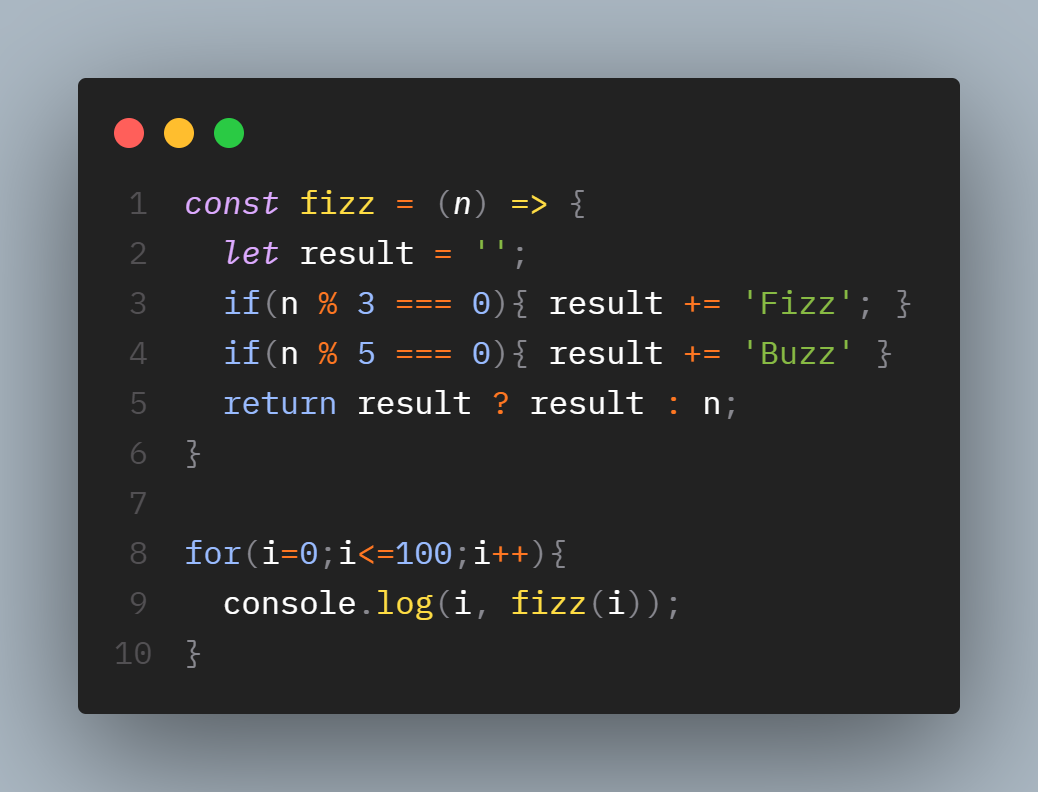 1 const fizz = (n) => {
2   let result = '';
3   if(n % 3 === 0){ result += 'Fizz'; }
4   if(n % 5 === 0){ result += 'Buzz' }
5   return result ? result : n;
6 }
7
8 for(i=0;i<=100;i++){
9   console.log(i, fizz(i));
10 }